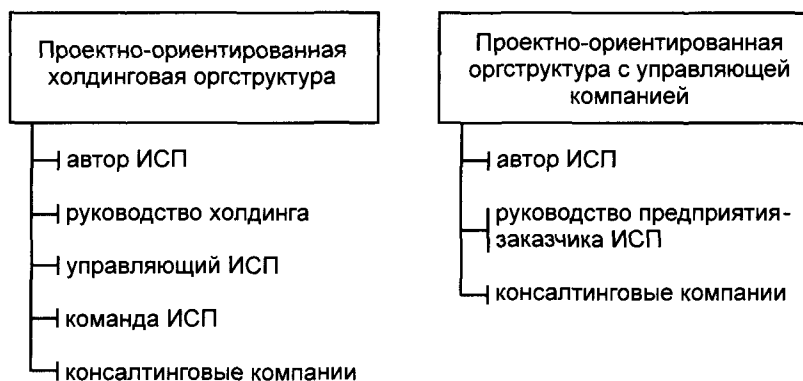 Проектно-ориентированная
холдинговая оргструктура
автор ИСП
руководство холдинга
управляющий ИСП
команда ИСП
консалтинговые компании
Проектно-ориентированная
оргструктура с управляющей
компанией
автор ИСП
руководство предприятия-
заказчика ИСП
консалтинговые компании